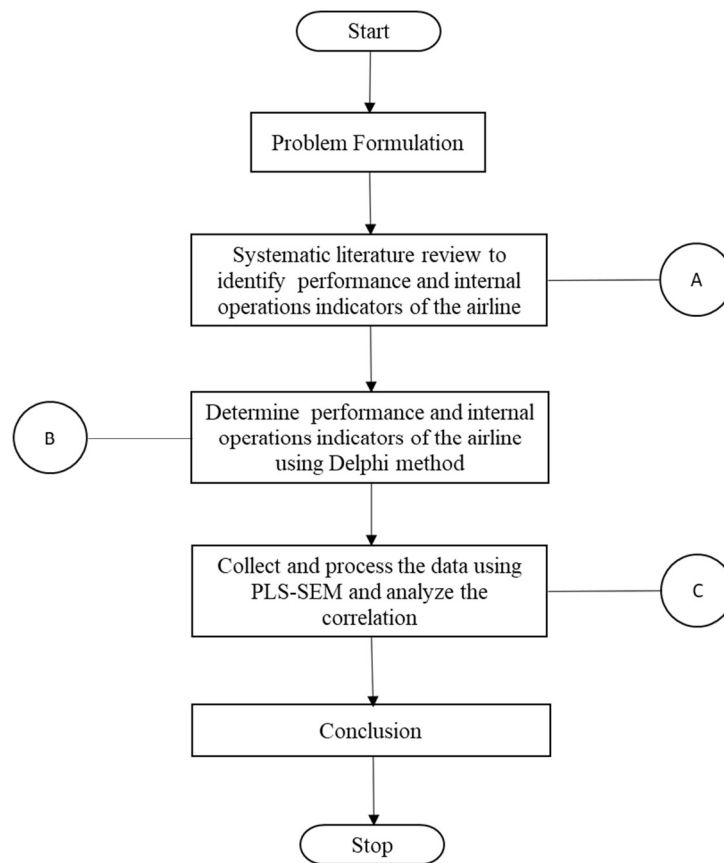 Start
Problem Formulation
Systematic literature review to
identify performance and internal
operations indicators of the airline
A
Determine performance and internal
operations indicators of the airline
using Delphi method
B
Collect and process the data using
PLS-SEM and analyze the
correlation
C
Conclusion
Stop